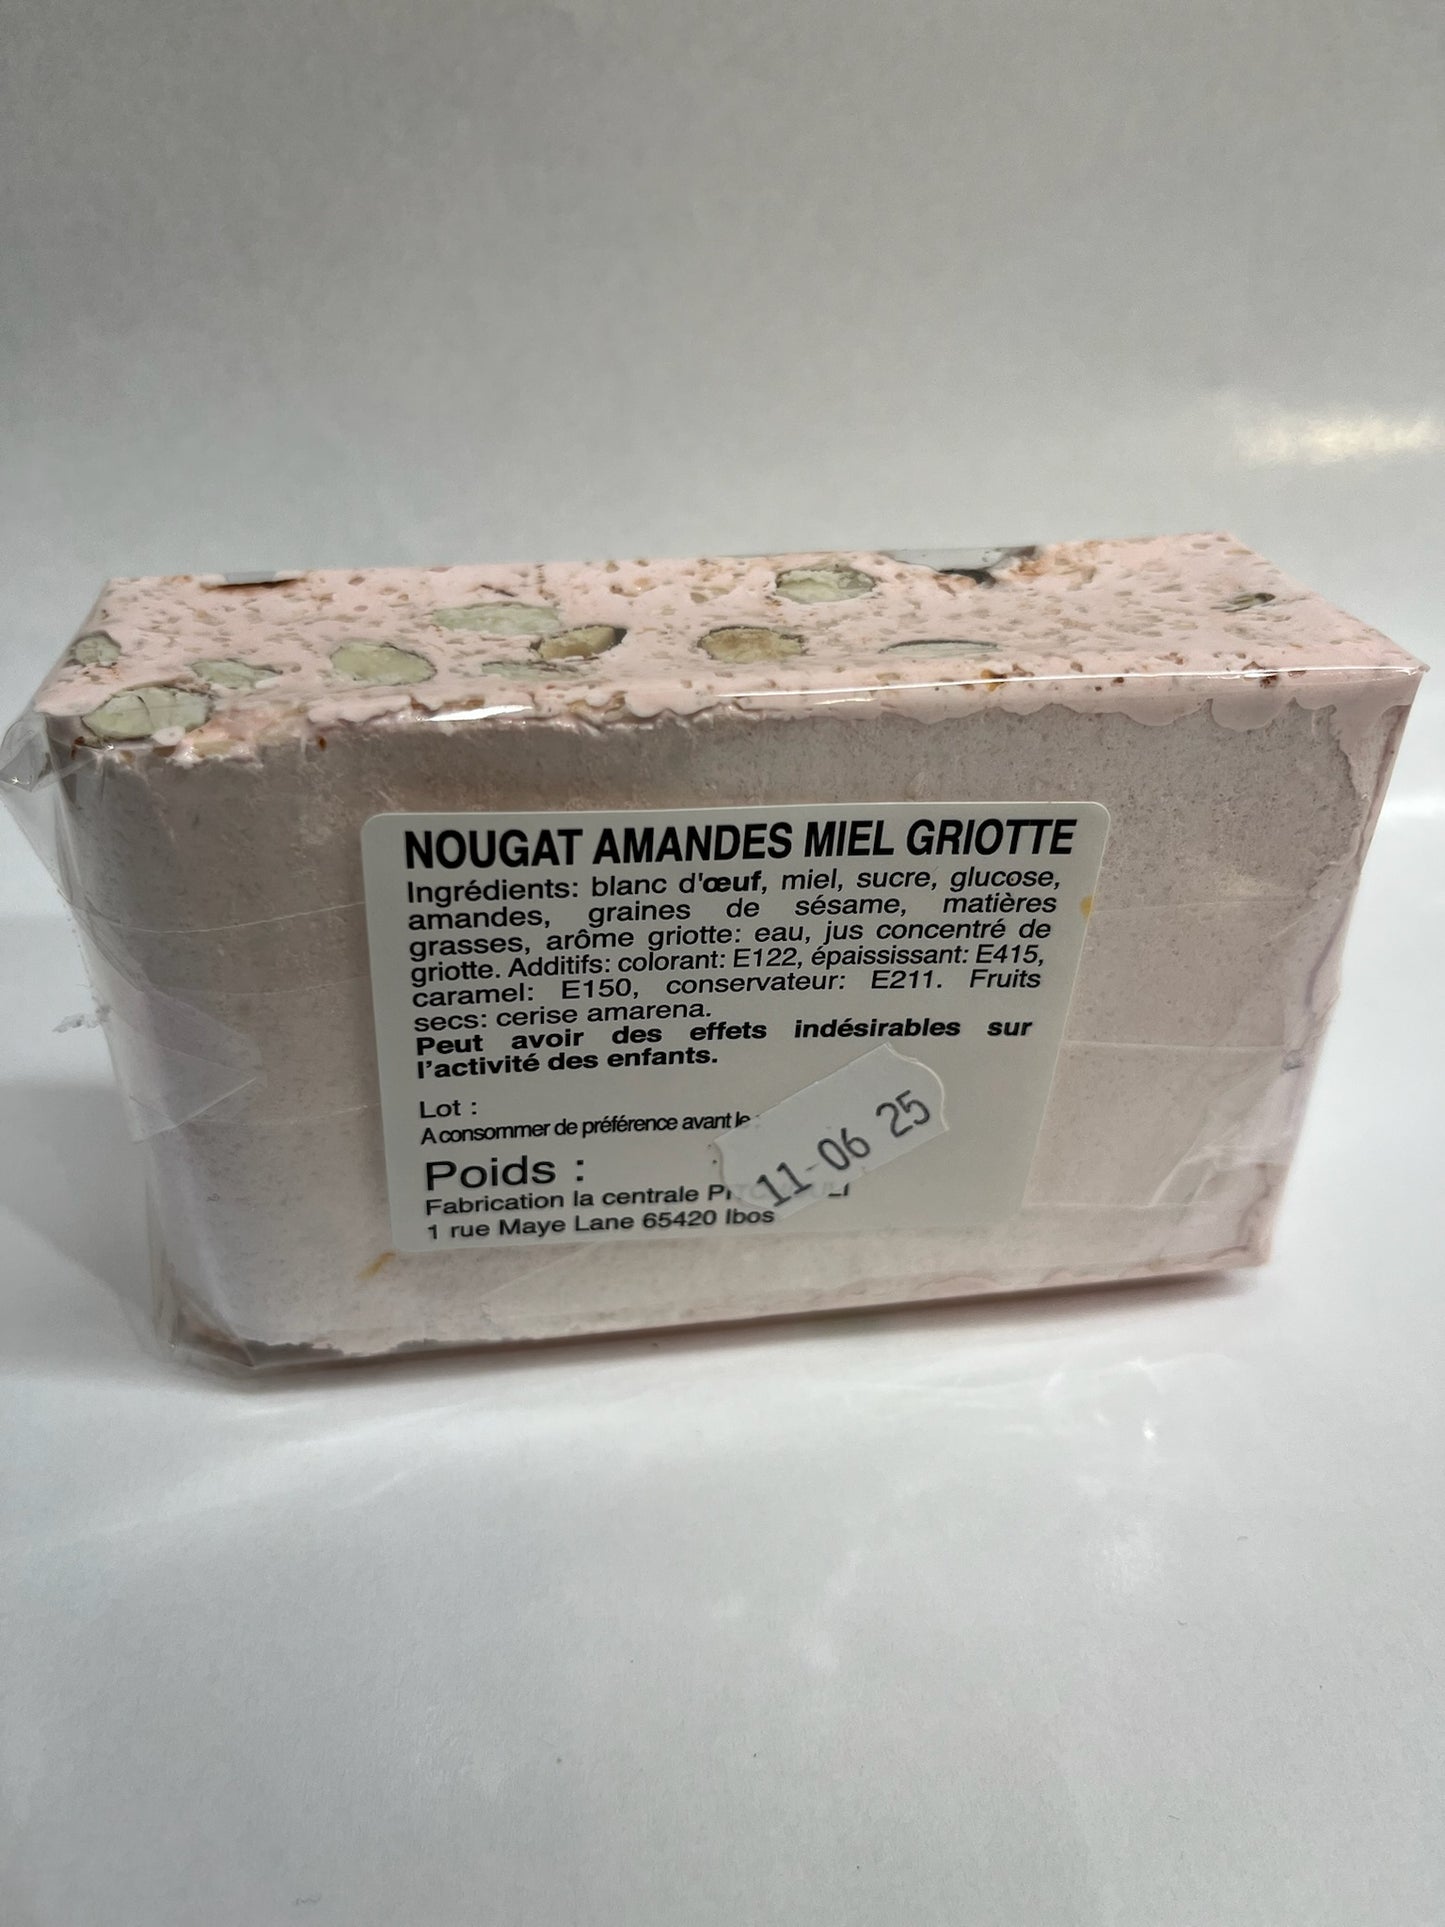 NOUGAT AMANDES MIEL GRIOTTE
Ingrédients: blanc d'œuf, miel, sucre, glucose,
amandes, graines de sésame, matières
grasses, arôme griotte: eau, jus concentré de
griotte. Additifs: colorant: E122, épaississant: E415,
caramel: E150, conservateur: E211. Fruits
secs: cerise amarena.
Peut avoir des effets indésirables sur
l'activité des enfants.
Lot :
A consommer de préférence avant le :
11-06 25
Poids :
Fabrication la centrale
1 rue Maye Lane 65420 Ibos